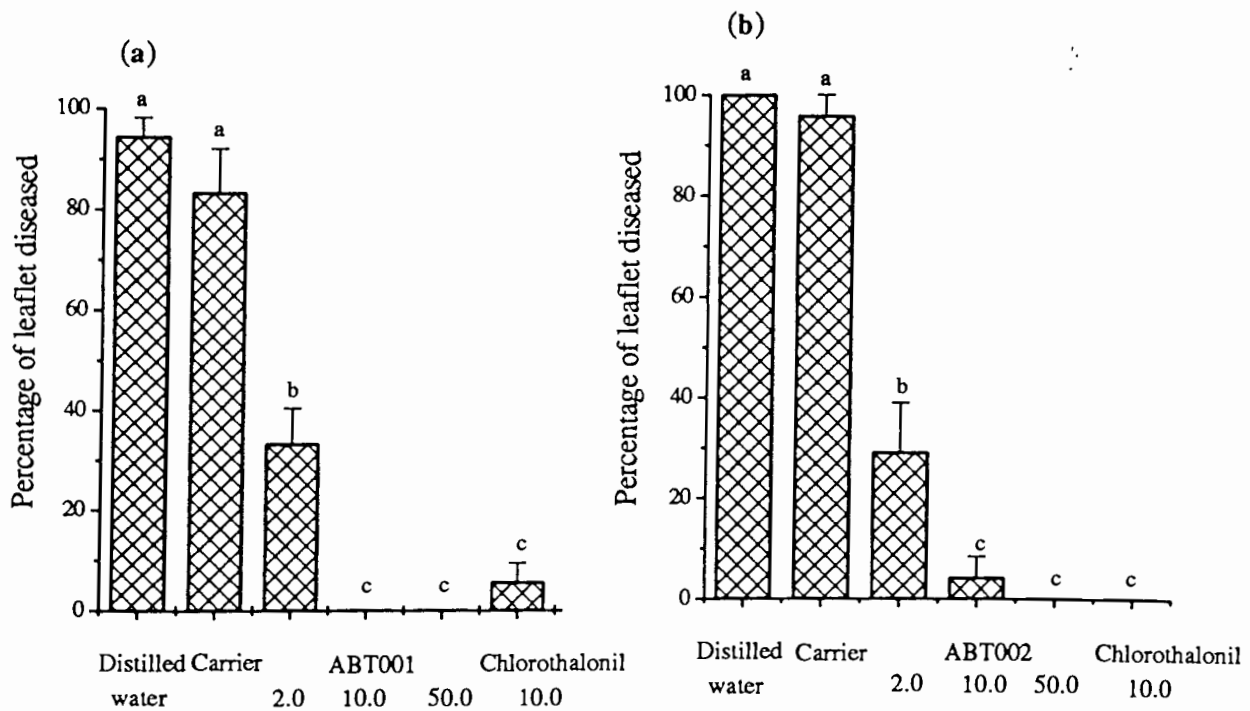 (a)
Percentage of leaflet diseased
100
80
60
40
20
0
a
a
b
c
c
c
Distilled Carrier ABT001 Chlorothalonil
water 2.0 10.0 50.0 10.0
(b)
Percentage of leaflet diseased
100
80
60
40
20
0
a
a
b
c
c
c
Distilled Carrier ABT002 Chlorothalonil
water 2.0 10.0 50.0 10.0